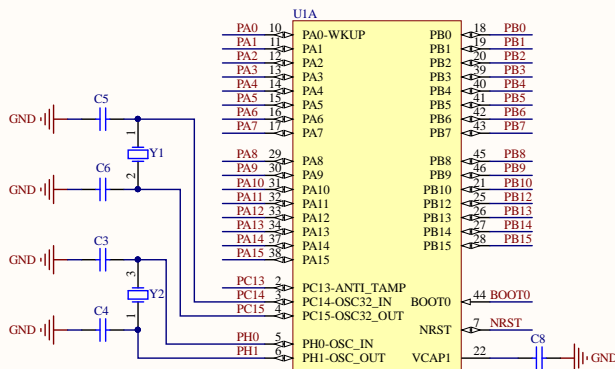 U1A
PA0 10 PA0-WKUP PB0 18 PB0
PA1 11 PA1 PB1 19 PB1
PA2 12 PA2 PB2 20 PB2
PA3 13 PA3 PB3 39 PB3
PA4 14 PA4 PB4 40 PB4
PA5 15 PA5 PB5 41 PB5
PA6 16 PA6 PB6 42 PB6
PA7 17 PA7 PB7 43 PB7
PA8 29 PA8 PB8 45 PB8
PA9 30 PA9 PB9 46 PB9
PA10 31 PA10 PB10 21 PB10
PA11 32 PA11 PB12 25 PB12
PA12 33 PA12 PB13 26 PB13
PA13 34 PA13 PB14 27 PB14
PA14 37 PA14 PB15 28 PB15
PA15 38 PA15
PC13 2 PC13-ANTI_TAMP
PC14 3 PC14-OSC32_IN BOOT0 44 BOOT0
PC15 4 PC15-OSC32_OUT
NRST 7 NRST
PH0 5 PH0-OSC_IN
PH1 6 PH1-OSC_OUT VCAP1 22 C8 GND
C5
GND
1
Y1
2
C6
GND
C3
GND
3
Y2
1
C4
GND